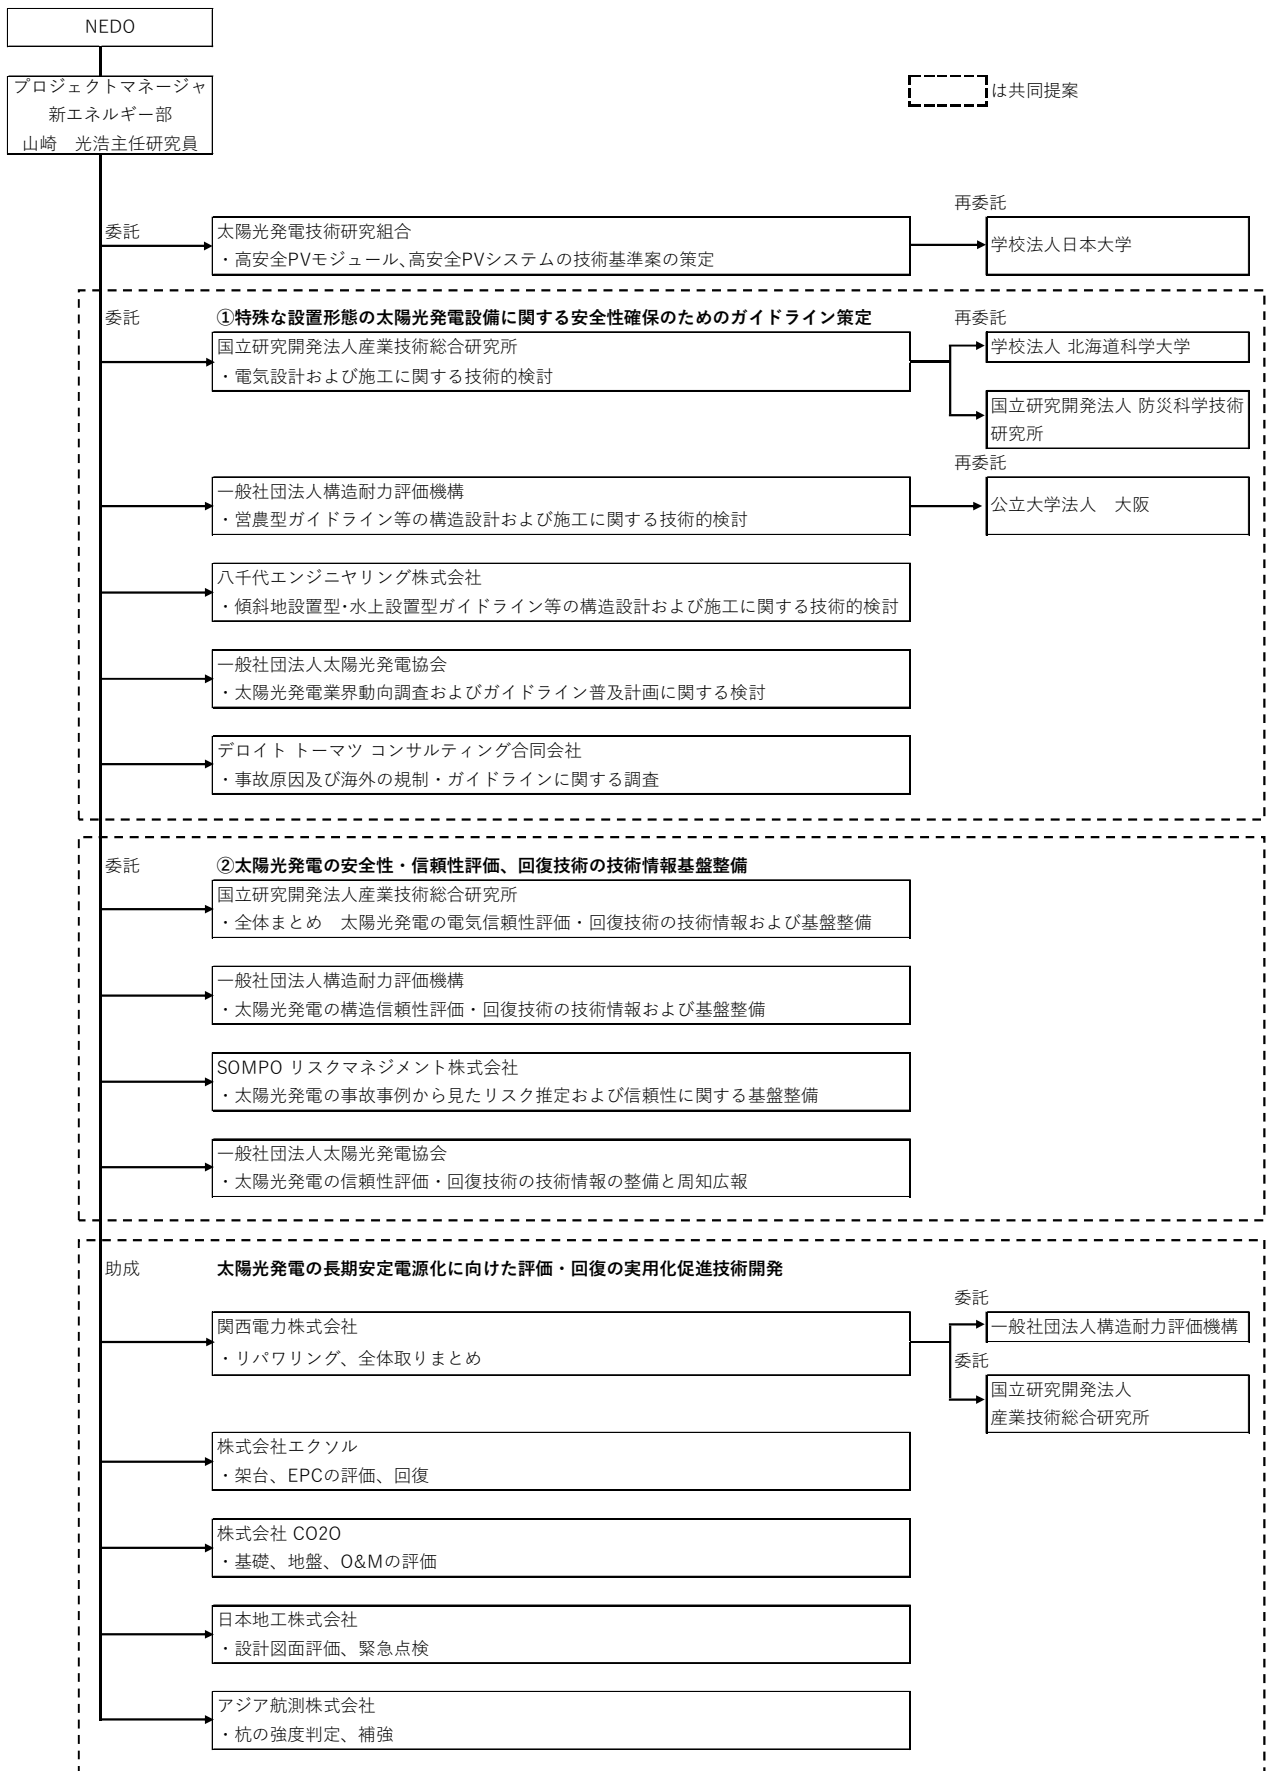 NEDO
プロジェクトマネージャ
新エネルギー部
山崎　光浩主任研究員
は共同提案
委託
太陽光発電技術研究組合
・高安全PVモジュール、高安全PVシステムの技術基準案の策定
再委託
学校法人日本大学
委託
①特殊な設置形態の太陽光発電設備に関する安全性確保のためのガイドライン策定
国立研究開発法人産業技術総合研究所
・電気設計および施工に関する技術的検討
再委託
学校法人 北海道科学大学
国立研究開発法人 防災科学技術
研究所
一般社団法人構造耐力評価機構
・営農型ガイドライン等の構造設計および施工に関する技術的検討
再委託
公立大学法人　大阪
八千代エンジニヤリング株式会社
・傾斜地設置型・水上設置型ガイドライン等の構造設計および施工に関する技術的検討
一般社団法人太陽光発電協会
・太陽光発電業界動向調査およびガイドライン普及計画に関する検討
デロイト トーマツ コンサルティング合同会社
・事故原因及び海外の規制・ガイドラインに関する調査
委託
②太陽光発電の安全性・信頼性評価、回復技術の技術情報基盤整備
国立研究開発法人産業技術総合研究所
・全体まとめ　太陽光発電の電気信頼性評価・回復技術の技術情報および基盤整備
一般社団法人構造耐力評価機構
・太陽光発電の構造信頼性評価・回復技術の技術情報および基盤整備
SOMPO リスクマネジメント株式会社
・太陽光発電の事故事例から見たリスク推定および信頼性に関する基盤整備
一般社団法人太陽光発電協会
・太陽光発電の信頼性評価・回復技術の技術情報の整備と周知広報
助成
太陽光発電の長期安定電源化に向けた評価・回復の実用化促進技術開発
関西電力株式会社
・リパワリング、全体取りまとめ
委託
一般社団法人構造耐力評価機構
委託
国立研究開発法人
産業技術総合研究所
株式会社エクソル
・架台、EPCの評価、回復
株式会社 CO2O
・基礎、地盤、O&Mの評価
日本地工株式会社
・設計図面評価、緊急点検
アジア航測株式会社
・杭の強度判定、補強